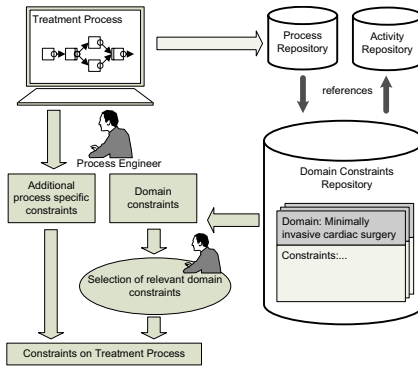 Treatment Process
Process
Repository
Activity
Repository
references
Process Engineer
Additional
process specific
constraints
Domain
constraints
Domain Constraints
Repository
Domain: Minimally
invasive cardiac surgery
Constraints:...
Selection of relevant domain
constraints
Constraints on Treatment Process